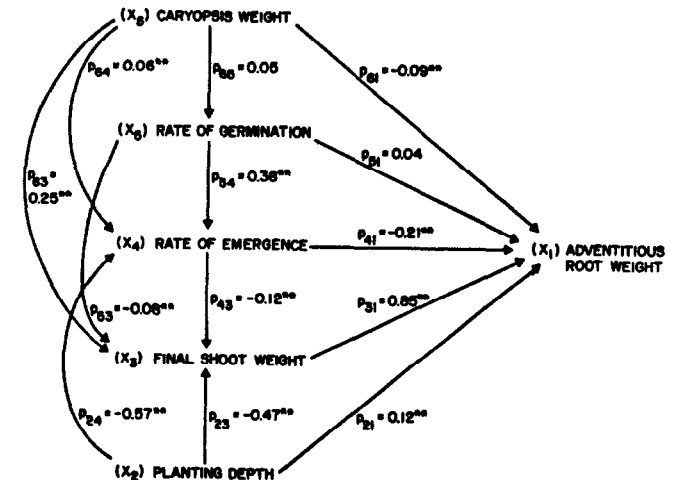 (X6) CARYOPSIS WEIGHT
P64 = 0.06**
P65 = 0.05
P61 = -0.09**
(X5) RATE OF GERMINATION
P63 =
0.25**
P54 = 0.36**
P51 = 0.04
(X4) RATE OF EMERGENCE
P41 = -0.21**
(X1) ADVENTITIOUS
ROOT WEIGHT
P53 = -0.08**
P43 = -0.12**
P31 = 0.85**
(X3) FINAL SHOOT WEIGHT
P24 = -0.57**
P23 = -0.47**
P21 = 0.12**
(X2) PLANTING DEPTH